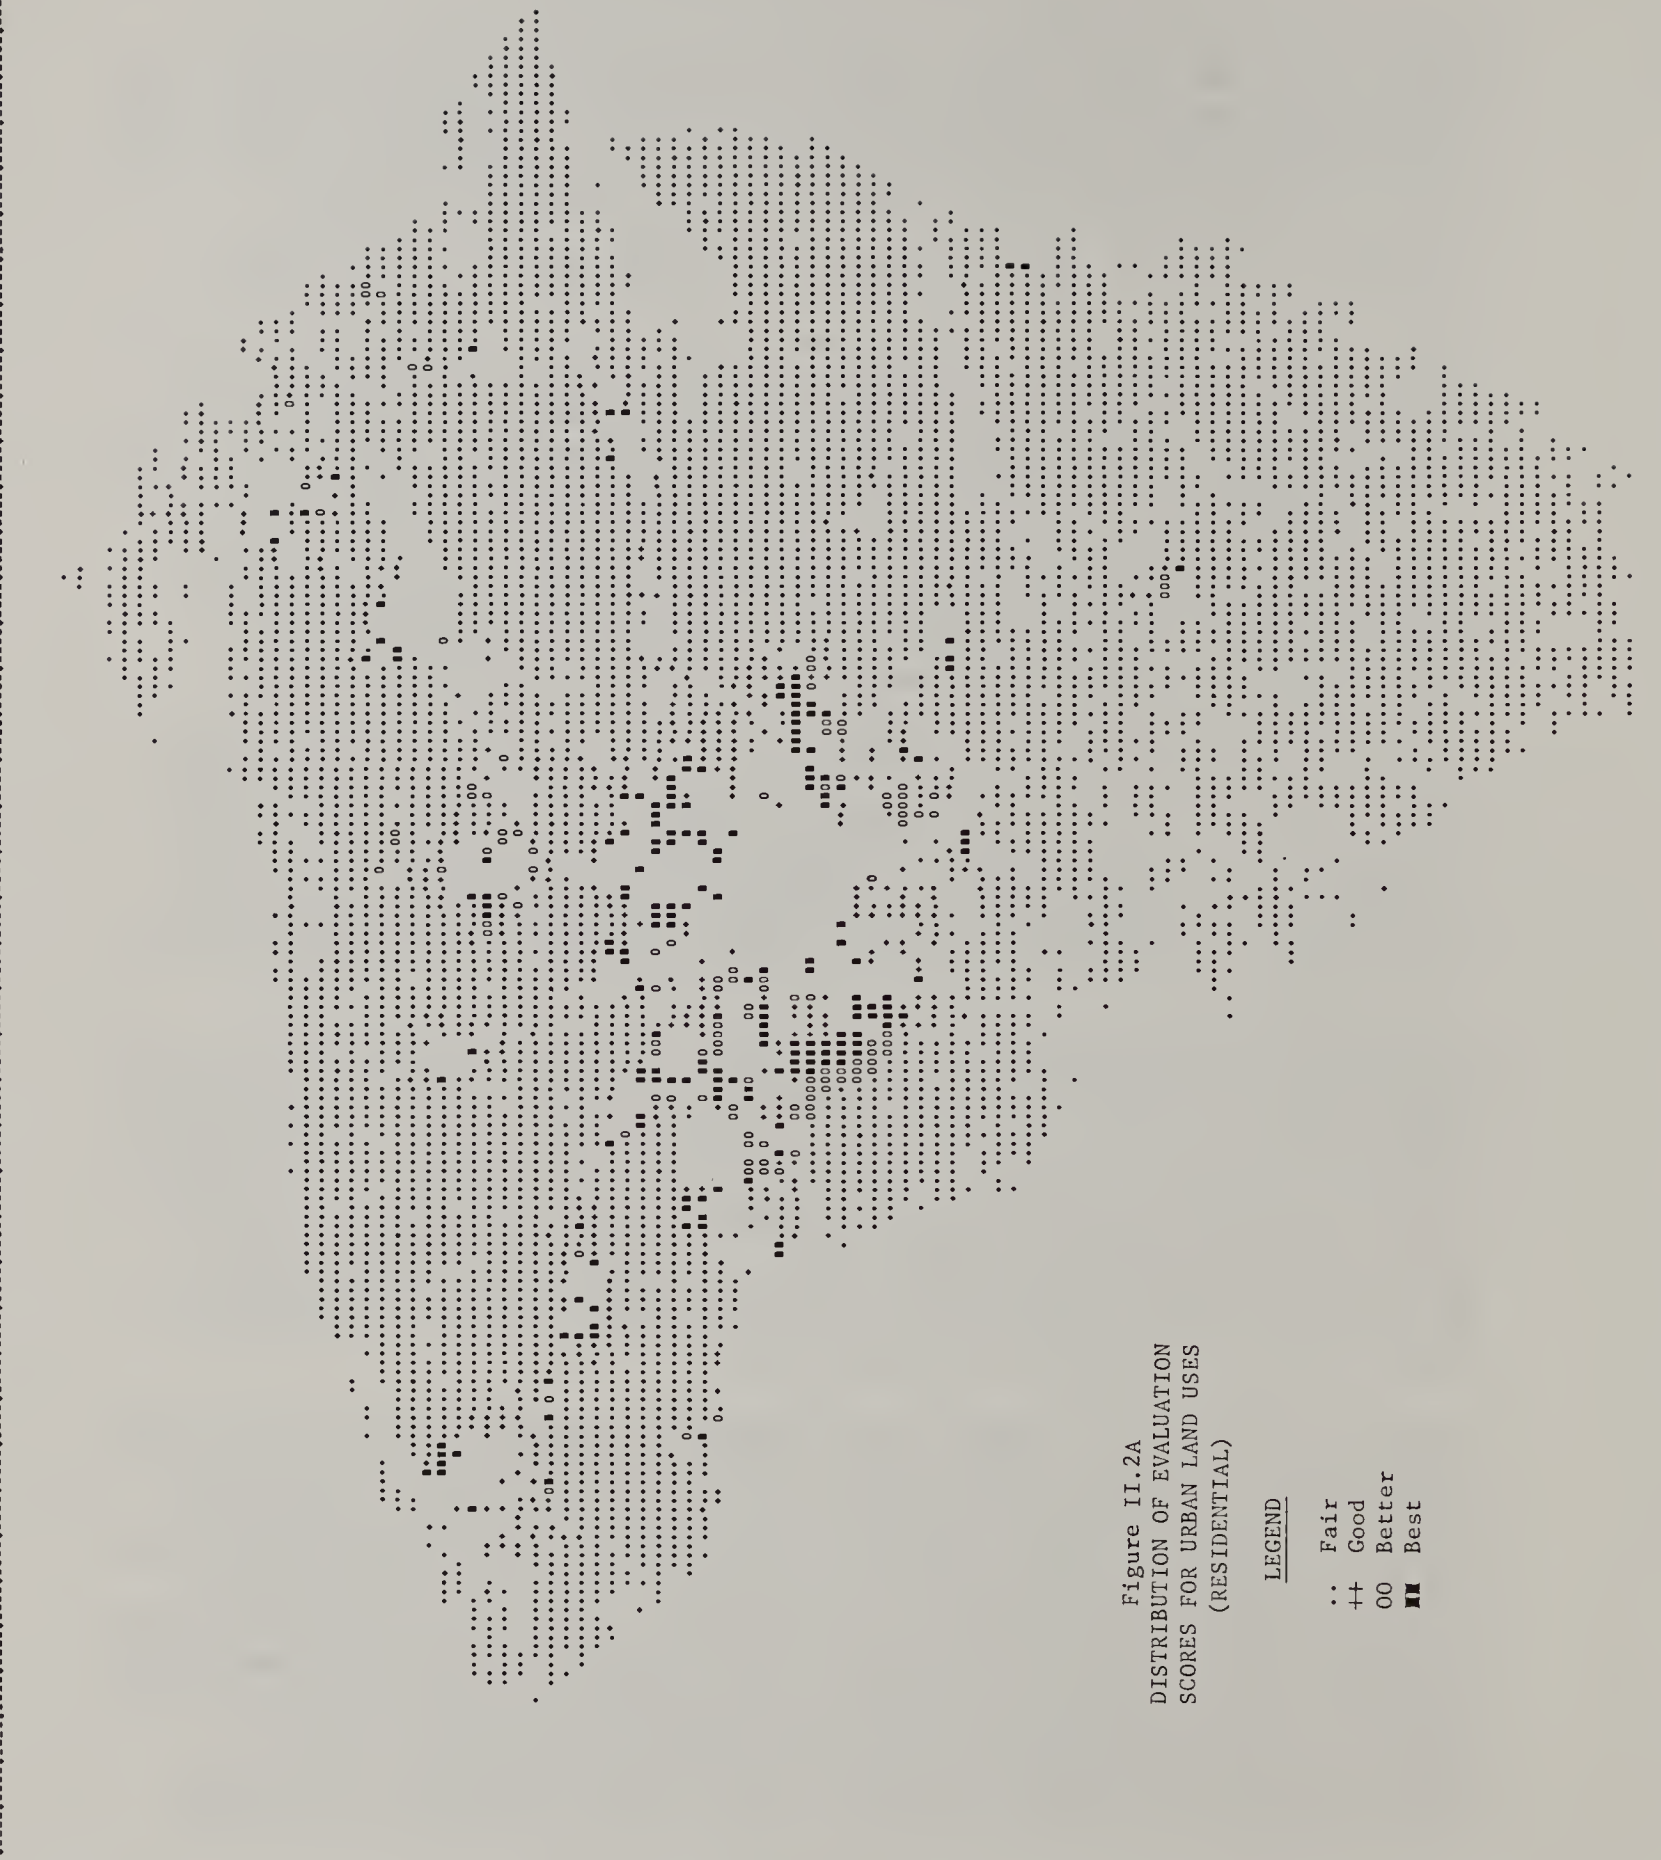 Figure II.2A
DISTRIBUTION OF EVALUATION
SCORES FOR URBAN LAND USES
(RESIDENTIAL)
LEGEND
.. Fair
++ Good
OO Better
■■ Best